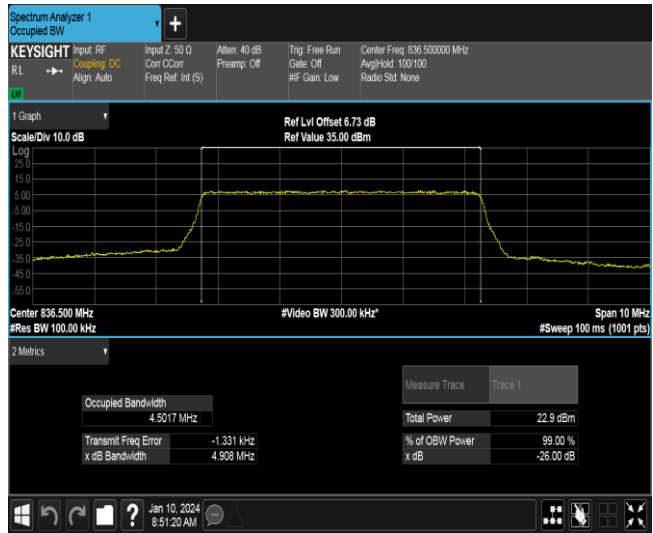 Spectrum Analyzer 1
Occupied BW
+
KEYSIGHT
Input: RF
Input Z: 50 Ω
Atten: 40 dB
Trig: Free Run
Center Freq: 836.500000 MHz
RL
Coupling: DC
Corr CCorr
Preamp: Off
Gate: Off
Avg|Hold: 100/100
Align: Auto
Freq Ref: Int (S)
#IF Gain: Low
Radio Std: None
LXI
1 Graph
Ref Lvl Offset 6.73 dB
Scale/Div 10.0 dB
Ref Value 35.00 dBm
Log
25.0
15.0
5.00
-5.00
-15.0
-25.0
-35.0
-45.0
-55.0
Center 836.500 MHz
#Video BW 300.00 kHz*
Span 10 MHz
#Res BW 100.00 kHz
#Sweep 100 ms (1001 pts)
2 Metrics
Measure Trace
Trace 1
Occupied Bandwidth
4.5017 MHz
Total Power
22.9 dBm
Transmit Freq Error
-1.331 kHz
% of OBW Power
99.00 %
x dB Bandwidth
4.908 MHz
x dB
-26.00 dB
?
Jan 10, 2024
8:51:20 AM